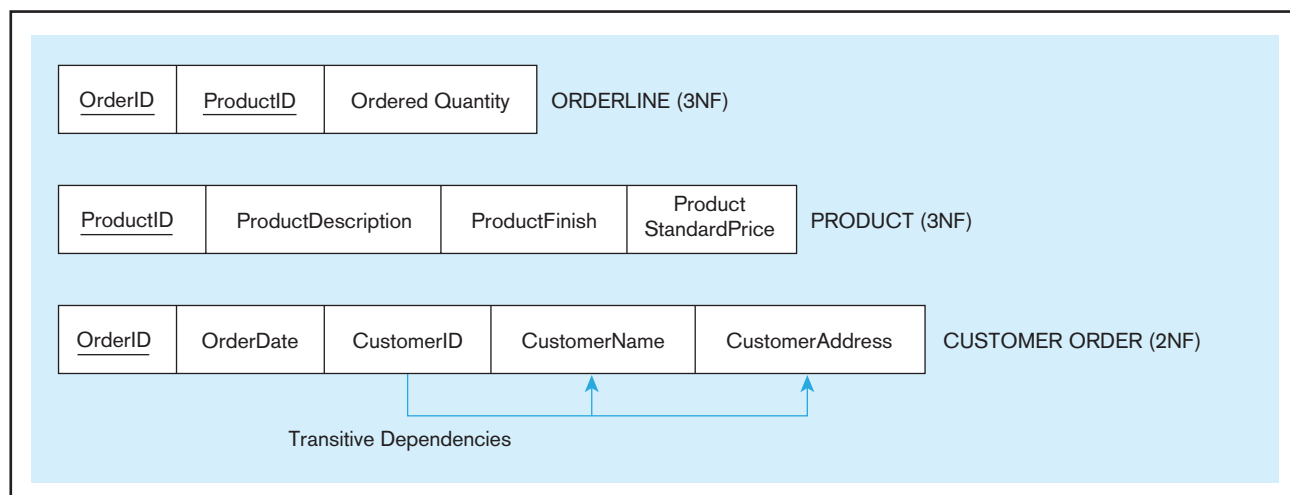 OrderID ProductID Ordered Quantity ORDERLINE (3NF)
ProductID ProductDescription ProductFinish Product StandardPrice PRODUCT (3NF)
OrderID OrderDate CustomerID CustomerName CustomerAddress CUSTOMER ORDER (2NF)
Transitive Dependencies